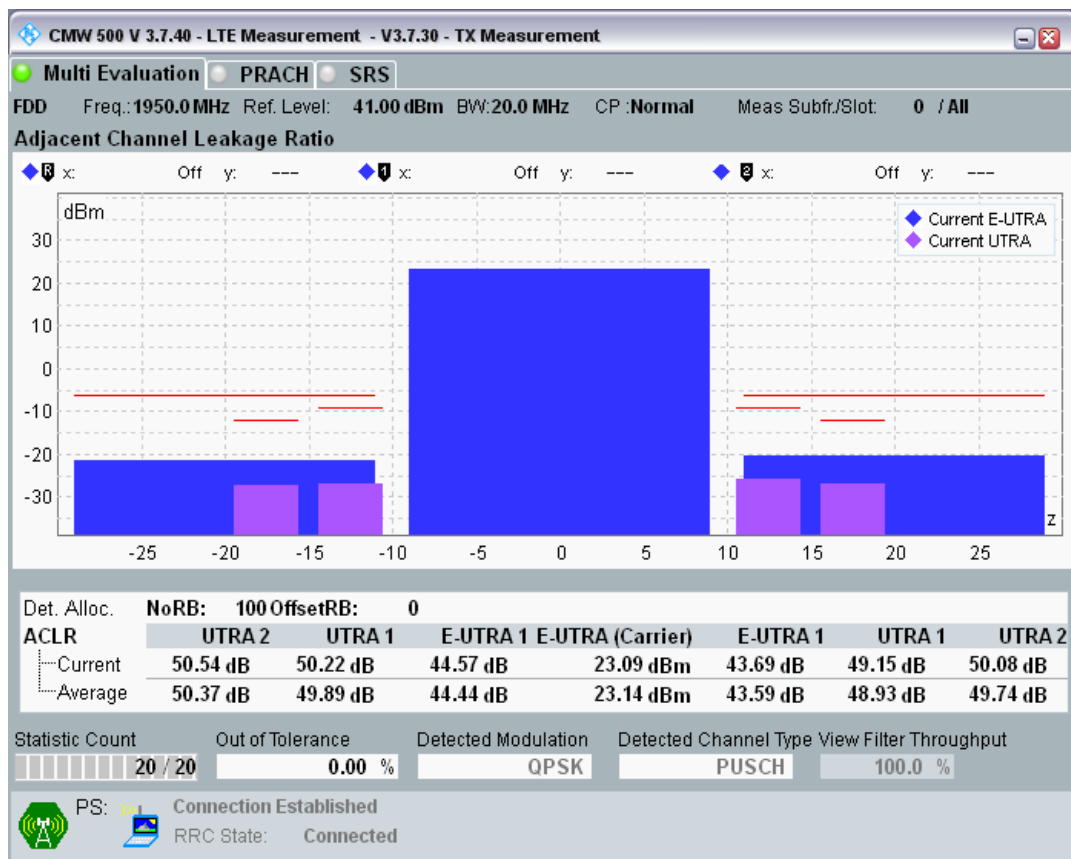 CMW 500 V 3.7.40 - LTE Measurement - V3.7.30 - TX Measurement
Multi Evaluation PRACH SRS
FDD Freq.:1950.0 MHz Ref. Level: 41.00 dBm BW:20.0 MHz CP :Normal Meas Subfr./Slot: 0 / All
Adjacent Channel Leakage Ratio
R x: Off y: --- 1 x: Off y: --- 2 x: Off y: ---
dBm
Current E-UTRA
Current UTRA
30
20
10
0
-10
-20
-30
z
-25 -20 -15 -10 -5 0 5 10 15 20 25
Det. Alloc. NoRB: 100 OffsetRB: 0
ACLR UTRA 2 UTRA 1 E-UTRA 1 E-UTRA (Carrier) E-UTRA 1 UTRA 1 UTRA 2
Current 50.54 dB 50.22 dB 44.57 dB 23.09 dBm 43.69 dB 49.15 dB 50.08 dB
Average 50.37 dB 49.89 dB 44.44 dB 23.14 dBm 43.59 dB 48.93 dB 49.74 dB
Statistic Count Out of Tolerance Detected Modulation Detected Channel Type View Filter Throughput
20 / 20 0.00 % QPSK PUSCH 100.0 %
PS: Connection Established
RRC State: Connected